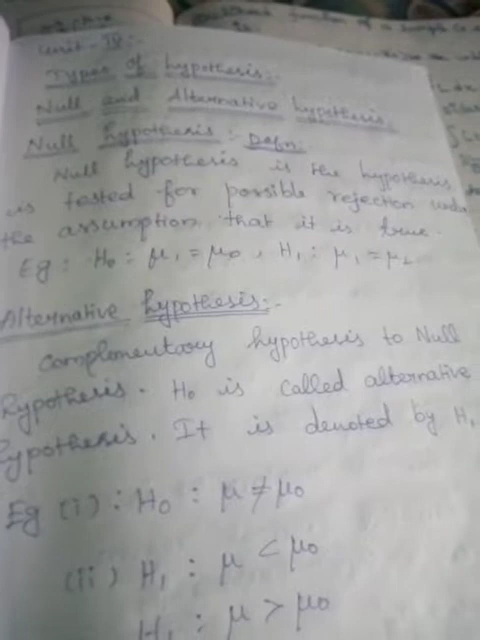 Unit - IV:-
Types of hypothesis:-
Null and Alternative hypothesis.
Null hypothesis : Defn:
Null hypothesis is the hypothesis
is tested for possible rejection under
the assumption that it is true.
Eg : H₀ : μ₁ = μ₀ , H₁ : μ₁ = μ₂
Alternative hypothesis:-
Complementary hypothesis to Null
hypothesis. H₀ is called alternative
hypothesis. It is denoted by H₁
Eg (i) : H₀ : μ ≠ μ₀
(ii) H₁ : μ < μ₀
H₁ : μ > μ₀